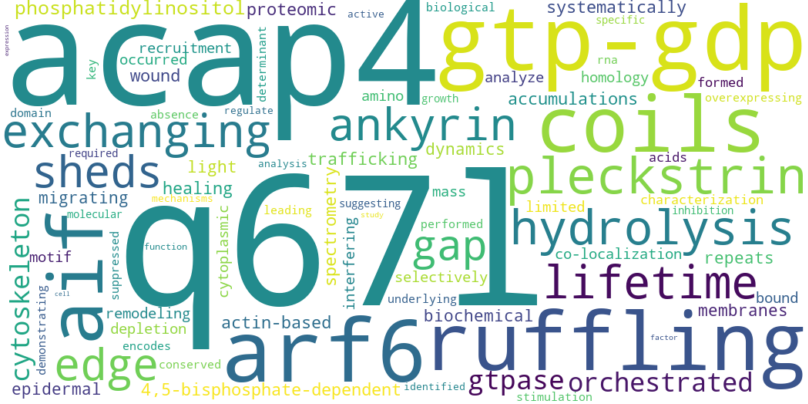 phosphatidylinositol proteomic active biological systematically
specific
expression acap4 gtp-gdp
recruitment determinant rna
key occurred wound analyze homology formed
amino growth accumulations overexpressing
domain absence regulate
exchanging ankyrin coils
required dynamics acids
sheds light analysis trafficking pleckstrin
migrating healing mechanisms q67l mass limited characterization
molecular leading suggesting inhibition
cytoskeleton aif suppressed cytoplasmic spectrometry study performed hydrolysis
motif function interfering gap co-localization repeats
cell selectively
demonstrating underlying lifetime bound
remodeling actin-based biochemical membranes
depletion arf6 ruffling
encodes factor
edge conserved gtpase orchestrated
epidermal 4,5-bisphosphate-dependent identified
stimulation